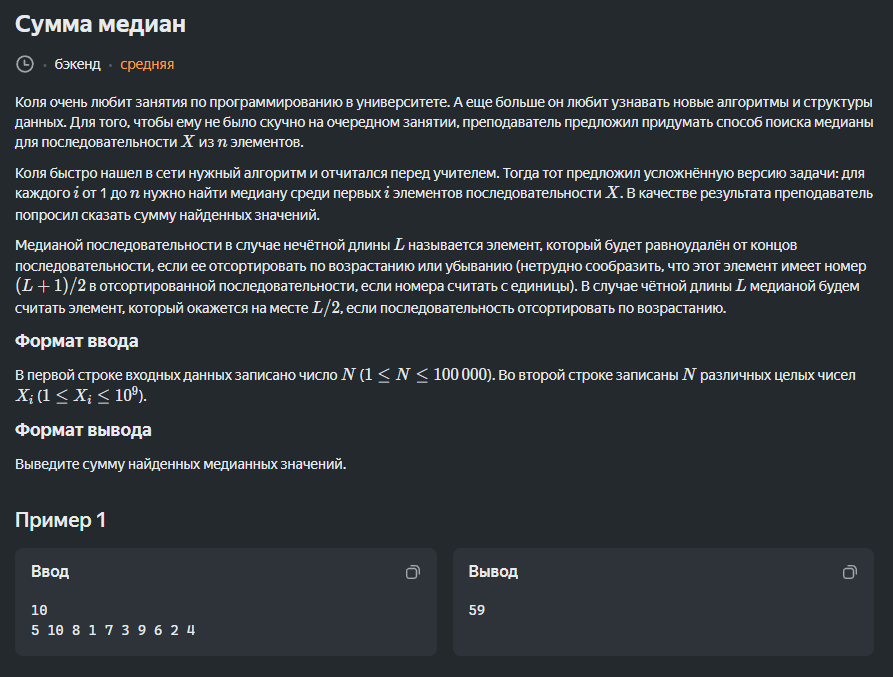 Сумма медиан
· бэкенд · средняя
Коля очень любит занятия по программированию в университете. А еще больше он любит узнавать новые алгоритмы и структуры
данных. Для того, чтобы ему не было скучно на очередном занятии, преподаватель предложил придумать способ поиска медианы
для последовательности X из n элементов.
Коля быстро нашел в сети нужный алгоритм и отчитался перед учителем. Тогда тот предложил усложнённую версию задачи: для
каждого i от 1 до n нужно найти медиану среди первых i элементов последовательности X. В качестве результата преподаватель
попросил сказать сумму найденных значений.
Медианой последовательности в случае нечётной длины L называется элемент, который будет равноудалён от концов
последовательности, если ее отсортировать по возрастанию или убыванию (нетрудно сообразить, что этот элемент имеет номер
(L + 1)/2 в отсортированной последовательности, если номера считать с единицы). В случае чётной длины L медианой будем
считать элемент, который окажется на месте L/2, если последовательность отсортировать по возрастанию.
Формат ввода
В первой строке входных данных записано число N (1 ≤ N ≤ 100 000). Во второй строке записаны N различных целых чисел
Xᵢ (1 ≤ Xᵢ ≤ 10⁹).
Формат вывода
Выведите сумму найденных медианных значений.
Пример 1
Ввод
10
5 10 8 1 7 3 9 6 2 4
Вывод
59